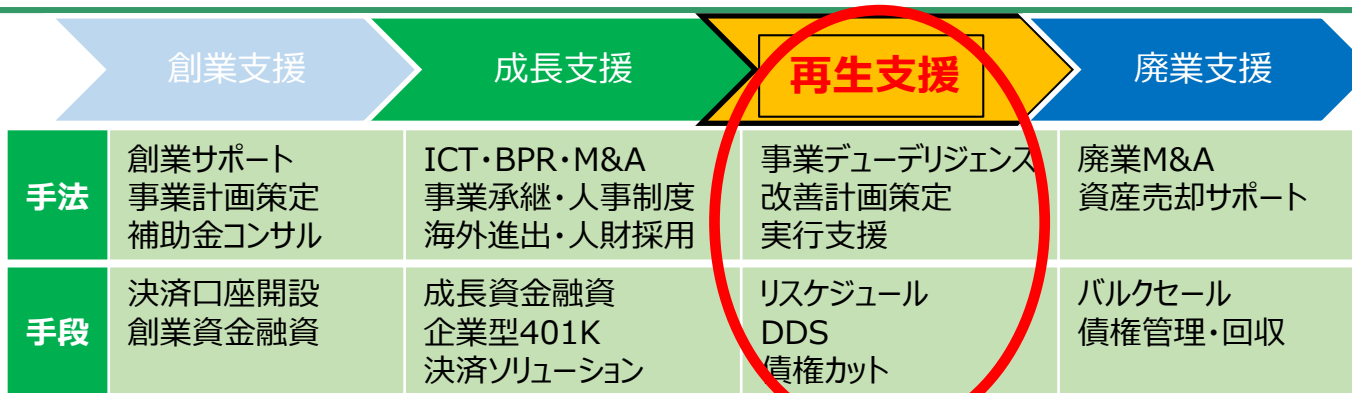 創業支援
成長支援
再生支援
廃業支援
手法
創業サポート
事業計画策定
補助金コンサル
ICT・BPR・M&A
事業承継・人事制度
海外進出・人財採用
事業デューデリジェンス
改善計画策定
実行支援
廃業M&A
資産売却サポート
手段
決済口座開設
創業資金融資
成長資金融資
企業型401K
決済ソリューション
リスケジュール
DDS
債権カット
バルクセール
債権管理・回収